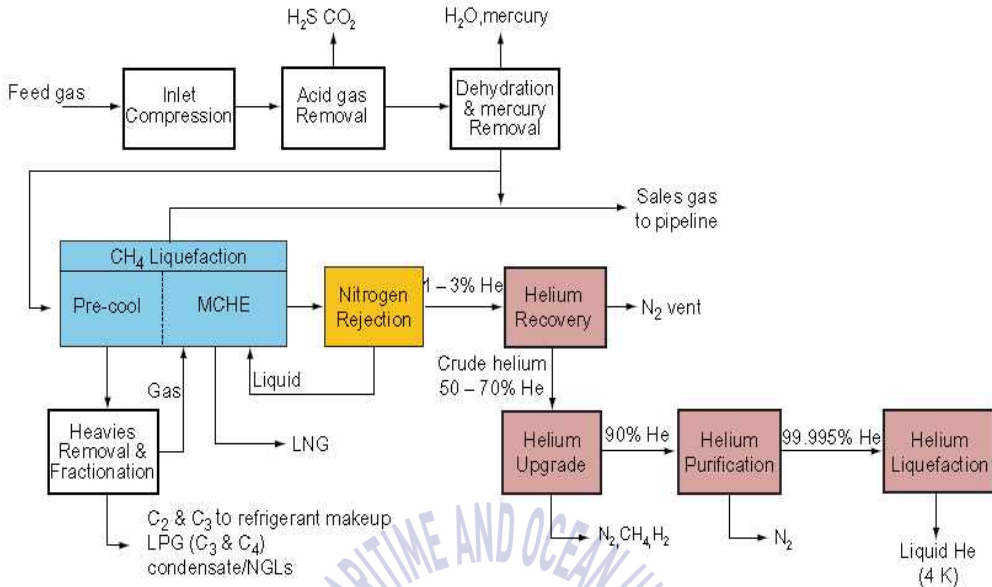 H₂S CO₂
H₂O,mercury
Feed gas
Inlet
Compression
Acid gas
Removal
Dehydration
& mercury
Removal
Sales gas
to pipeline
CH₄ Liquefaction
Pre-cool
MCHE
Nitrogen
Rejection
1 – 3% He
Helium
Recovery
N₂ vent
Gas
Liquid
Crude helium
50 – 70% He
Heavies
Removal &
Fractionation
LNG
Helium
Upgrade
90% He
Helium
Purification
99.995% He
Helium
Liquefaction
C₂ & C₃ to refrigerant makeup
LPG (C₃ & C₄)
condensate/NGLs
N₂,CH₄,H₂
N₂
Liquid He
(4 K)
RITIME AND OCEAN